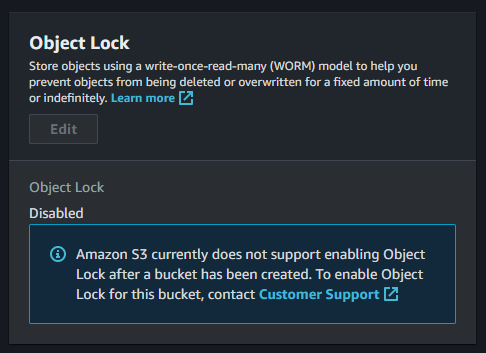 Object Lock
Store objects using a write-once-read-many (WORM) model to help you
prevent objects from being deleted or overwritten for a fixed amount of time
or indefinitely. Learn more
Edit
Object Lock
Disabled
Amazon S3 currently does not support enabling Object
Lock after a bucket has been created. To enable Object
Lock for this bucket, contact Customer Support